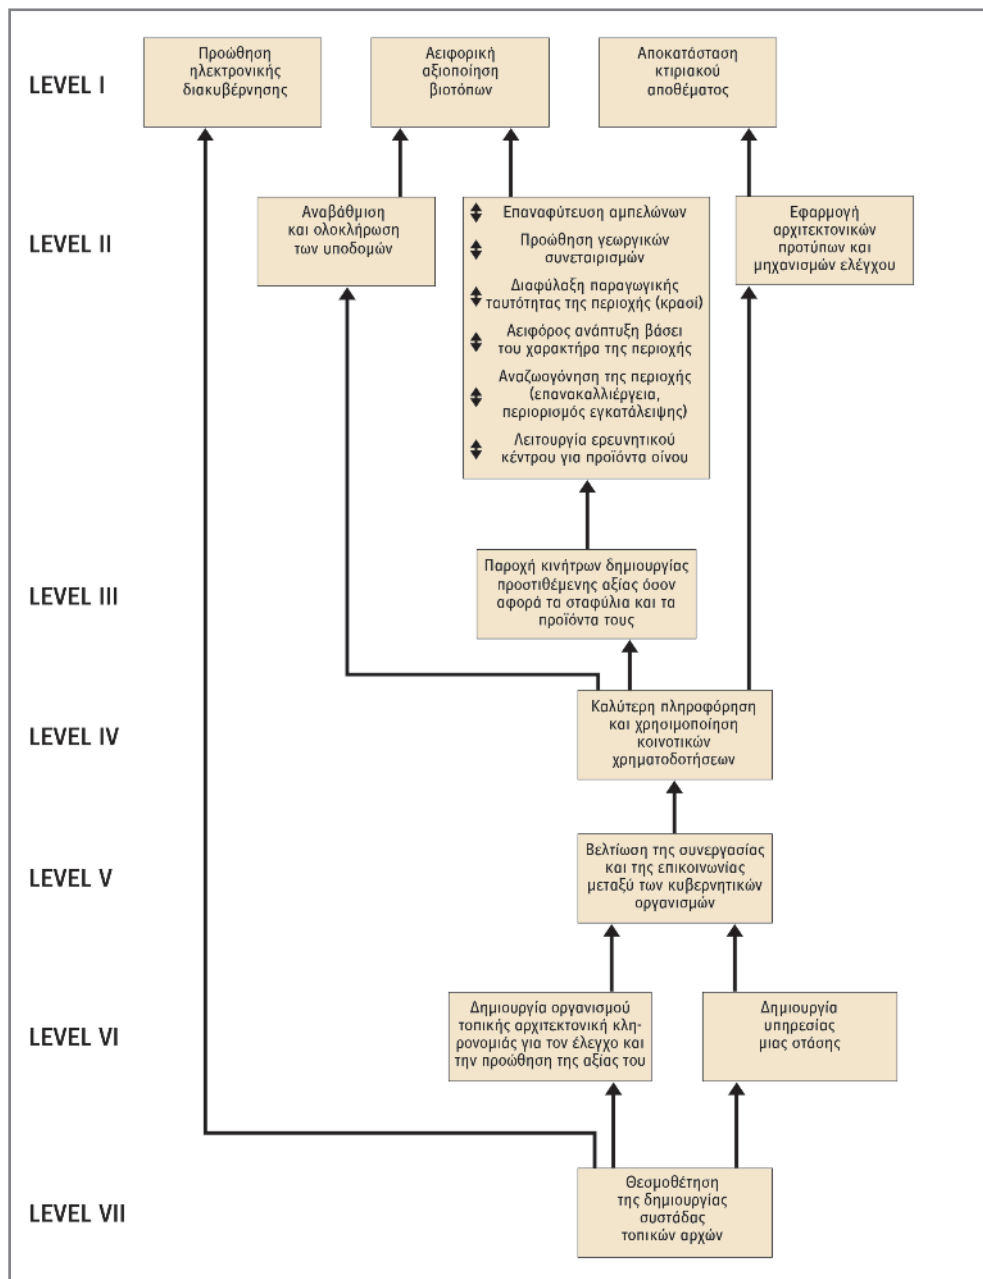 LEVEL I
Προώθηση
ηλεκτρονικής
διακυβέρνησης
Αειφορική
αξιοποίηση
βιοτόπων
Αποκατάσταση
κτιριακού
αποθέματος
LEVEL II
Αναβάθμιση
και ολοκλήρωση
των υποδομών
Επαναφύτευση αμπελώνων
Προώθηση γεωργικών
συνεταιρισμών
Διαφύλαξη παραγωγικής
ταυτότητας της περιοχής (κρασί)
Αειφόρος ανάπτυξη βάσει
του χαρακτήρα της περιοχής
Αναζωογόνηση της περιοχής
(επανακαλλιέργεια,
περιορισμός εγκατάλειψης)
Λειτουργία ερευνητικού
κέντρου για προϊόντα οίνου
Εφαρμογή
αρχιτεκτονικών
προτύπων και
μηχανισμών ελέγχου
LEVEL III
Παροχή κινήτρων δημιουργίας
προστιθέμενης αξίας όσον
αφορά τα σταφύλια και τα
προϊόντα τους
LEVEL IV
Καλύτερη πληροφόρηση
και χρησιμοποίηση
κοινοτικών
χρηματοδοτήσεων
LEVEL V
Βελτίωση της συνεργασίας
και της επικοινωνίας
μεταξύ των κυβερνητικών
οργανισμών
LEVEL VI
Δημιουργία οργανισμού
τοπικής αρχιτεκτονική κλη-
ρονομιάς για τον έλεγχο και
την προώθηση της αξίας του
Δημιουργία
υπηρεσίας
μιας στάσης
LEVEL VII
Θεσμοθέτηση
της δημιουργίας
συστάδας
τοπικών αρχών